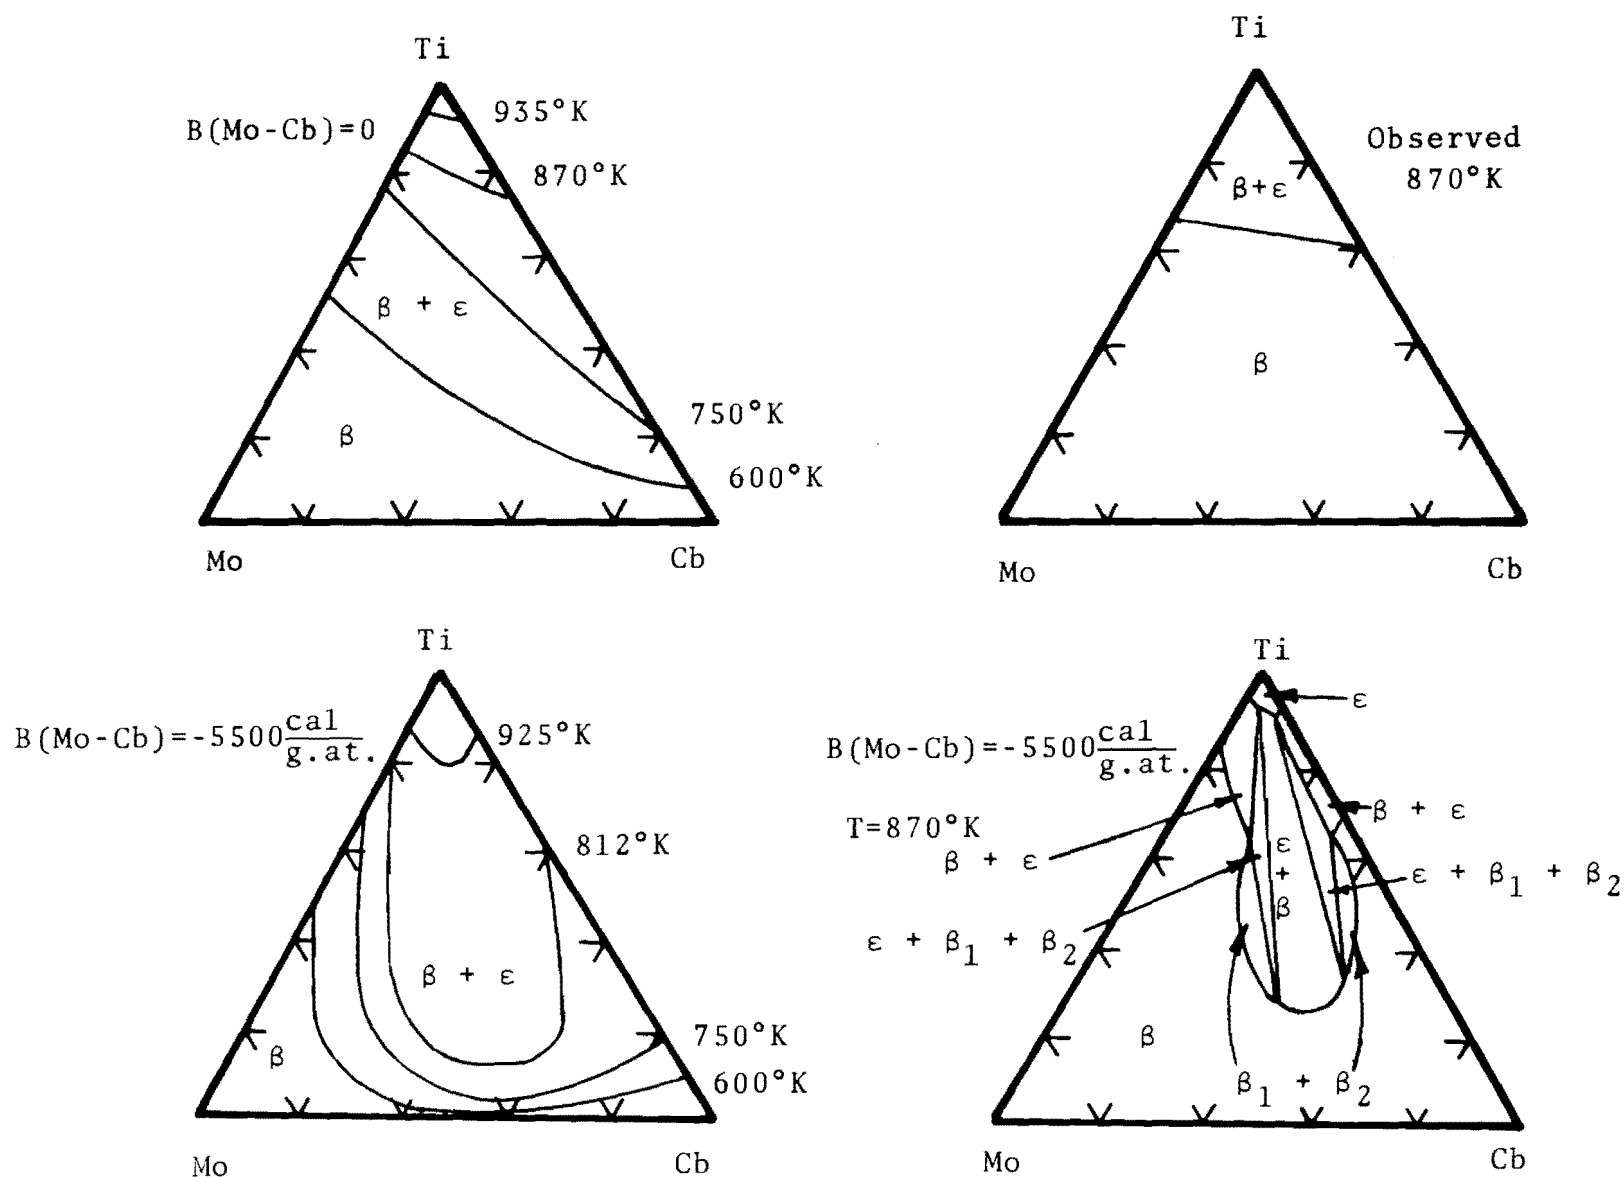 Ti
B(Mo-Cb)=0
935°K
870°K
β + ε
β
750°K
600°K
Mo
Cb
Ti
Observed
870°K
β+ε
β
Mo
Cb
Ti
B(Mo-Cb)=-5500 cal/g.at.
925°K
812°K
β + ε
β
750°K
600°K
Mo
Cb
Ti
ε
B(Mo-Cb)=-5500 cal/g.at.
T=870°K
β + ε
β + ε
ε + β
ε + β₁ + β₂
ε + β₁ + β₂
β
β₁ + β₂
Mo
Cb